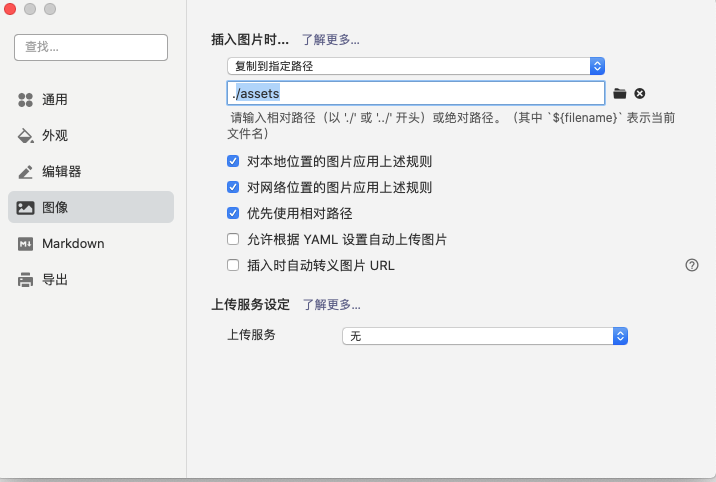 查找...
通用
外观
编辑器
图像
Markdown
导出
插入图片时... 了解更多...
复制到指定路径
./assets
请输入相对路径（以 './' 或 '../' 开头）或绝对路径。（其中 `${filename}` 表示当前
文件名）
对本地位置的图片应用上述规则
对网络位置的图片应用上述规则
优先使用相对路径
允许根据 YAML 设置自动上传图片
插入时自动转义图片 URL
上传服务设定 了解更多...
上传服务 无